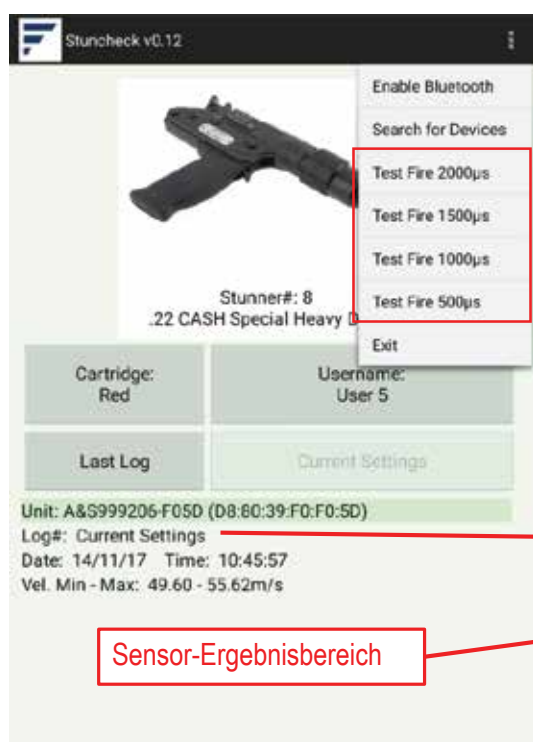 Stuncheck v0.12
Enable Bluetooth
Search for Devices
Test Fire 2000µs
Test Fire 1500µs
Test Fire 1000µs
Test Fire 500µs
Exit
Stunner#: 8
.22 CASH Special Heavy D
Cartridge:
Red
Username:
User 5
Last Log
Current Settings
Unit: A&S999206-F05D (D8:80:39:F0:F0:5D)
Log#: Current Settings
Date: 14/11/17 Time: 10:45:57
Vel. Min - Max: 49.60 - 55.62m/s
Sensor-Ergebnisbereich